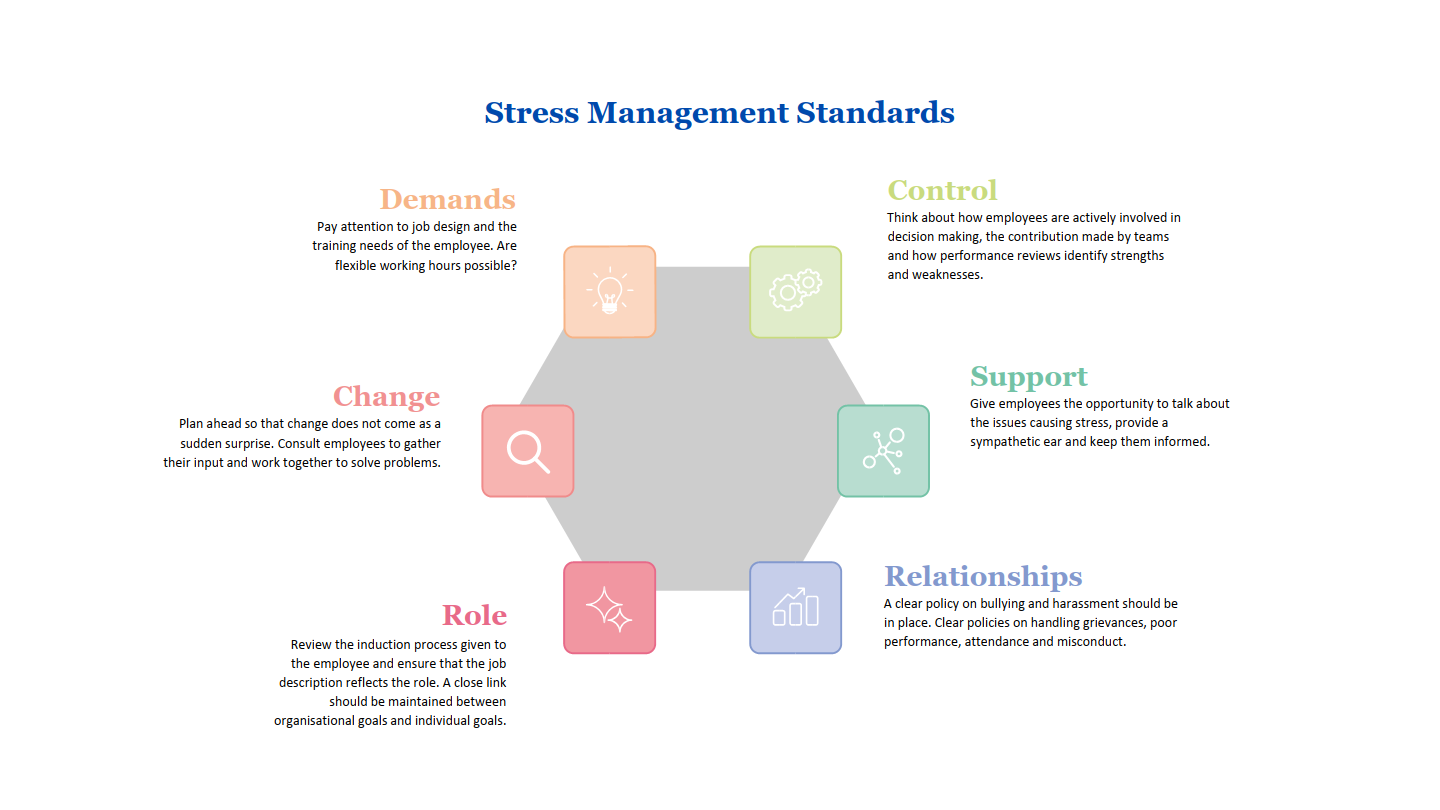 Stress Management Standards
Demands
Pay attention to job design and the
training needs of the employee. Are
flexible working hours possible?
Control
Think about how employees are actively involved in
decision making, the contribution made by teams
and how performance reviews identify strengths
and weaknesses.
Change
Plan ahead so that change does not come as a
sudden surprise. Consult employees to gather
their input and work together to solve problems.
Support
Give employees the opportunity to talk about
the issues causing stress, provide a
sympathetic ear and keep them informed.
Role
Review the induction process given to
the employee and ensure that the job
description reflects the role. A close link
should be maintained between
organisational goals and individual goals.
Relationships
A clear policy on bullying and harassment should be
in place. Clear policies on handling grievances, poor
performance, attendance and misconduct.